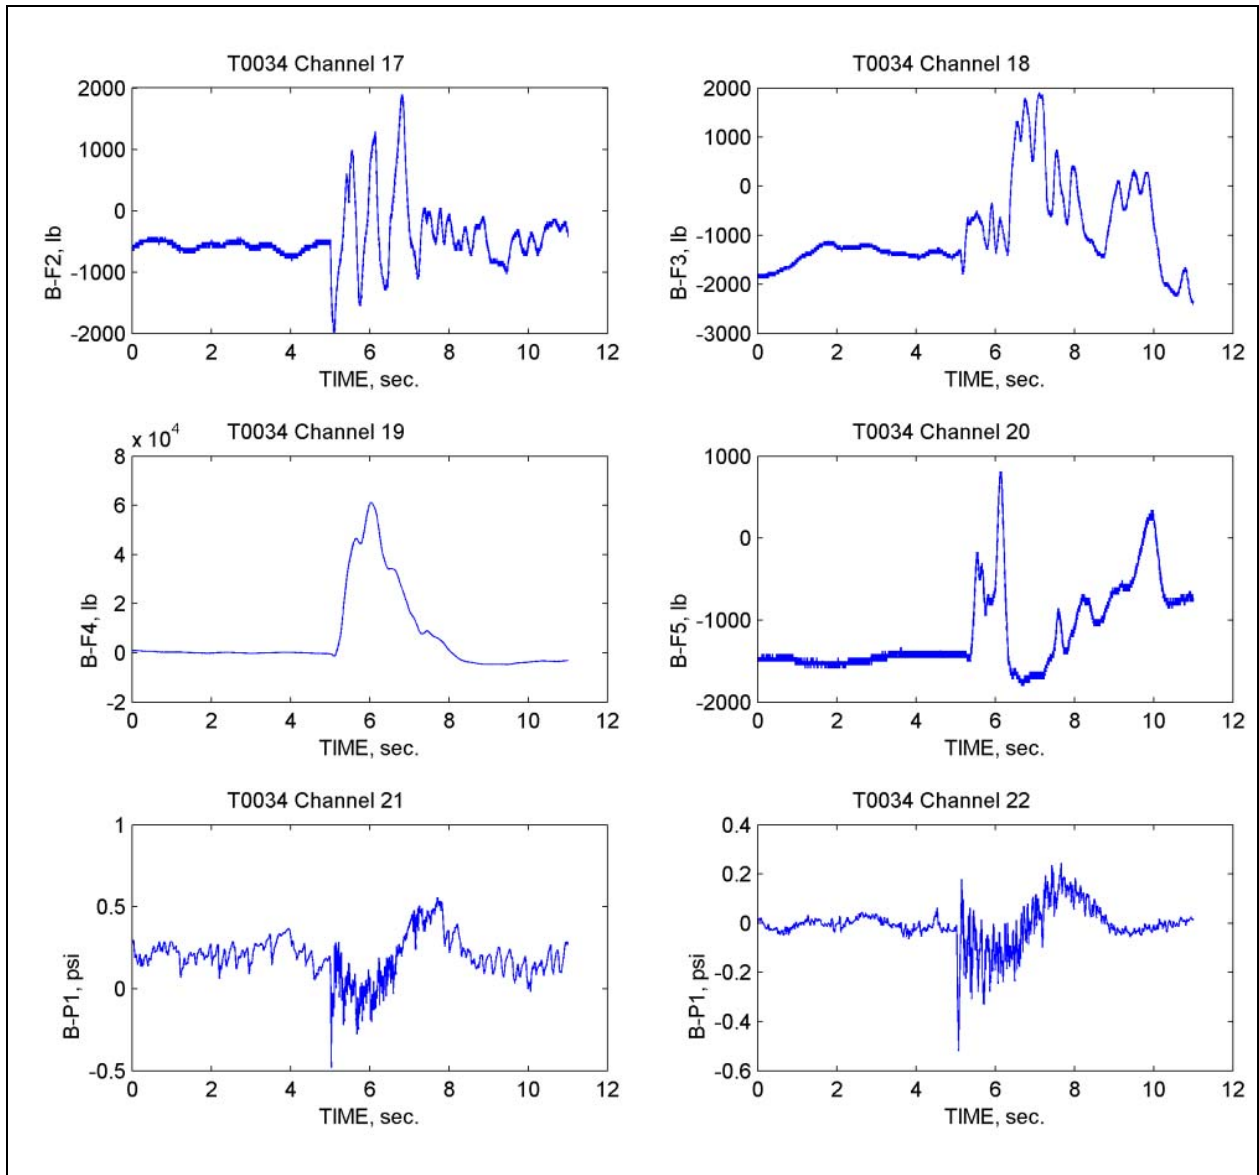 T0034 Channel 17
2000
1000
0
-1000
-2000
B-F2, lb
0 2 4 6 8 10 12
TIME, sec.
T0034 Channel 18
2000
1000
0
-1000
-2000
-3000
B-F3, lb
0 2 4 6 8 10 12
TIME, sec.
T0034 Channel 19
x 10^4
8
6
4
2
0
-2
B-F4, lb
0 2 4 6 8 10 12
TIME, sec.
T0034 Channel 20
1000
0
-1000
-2000
B-F5, lb
0 2 4 6 8 10 12
TIME, sec.
T0034 Channel 21
1
0.5
0
-0.5
B-P1, psi
0 2 4 6 8 10 12
TIME, sec.
T0034 Channel 22
0.4
0.2
0
-0.2
-0.4
-0.6
B-P1, psi
0 2 4 6 8 10 12
TIME, sec.